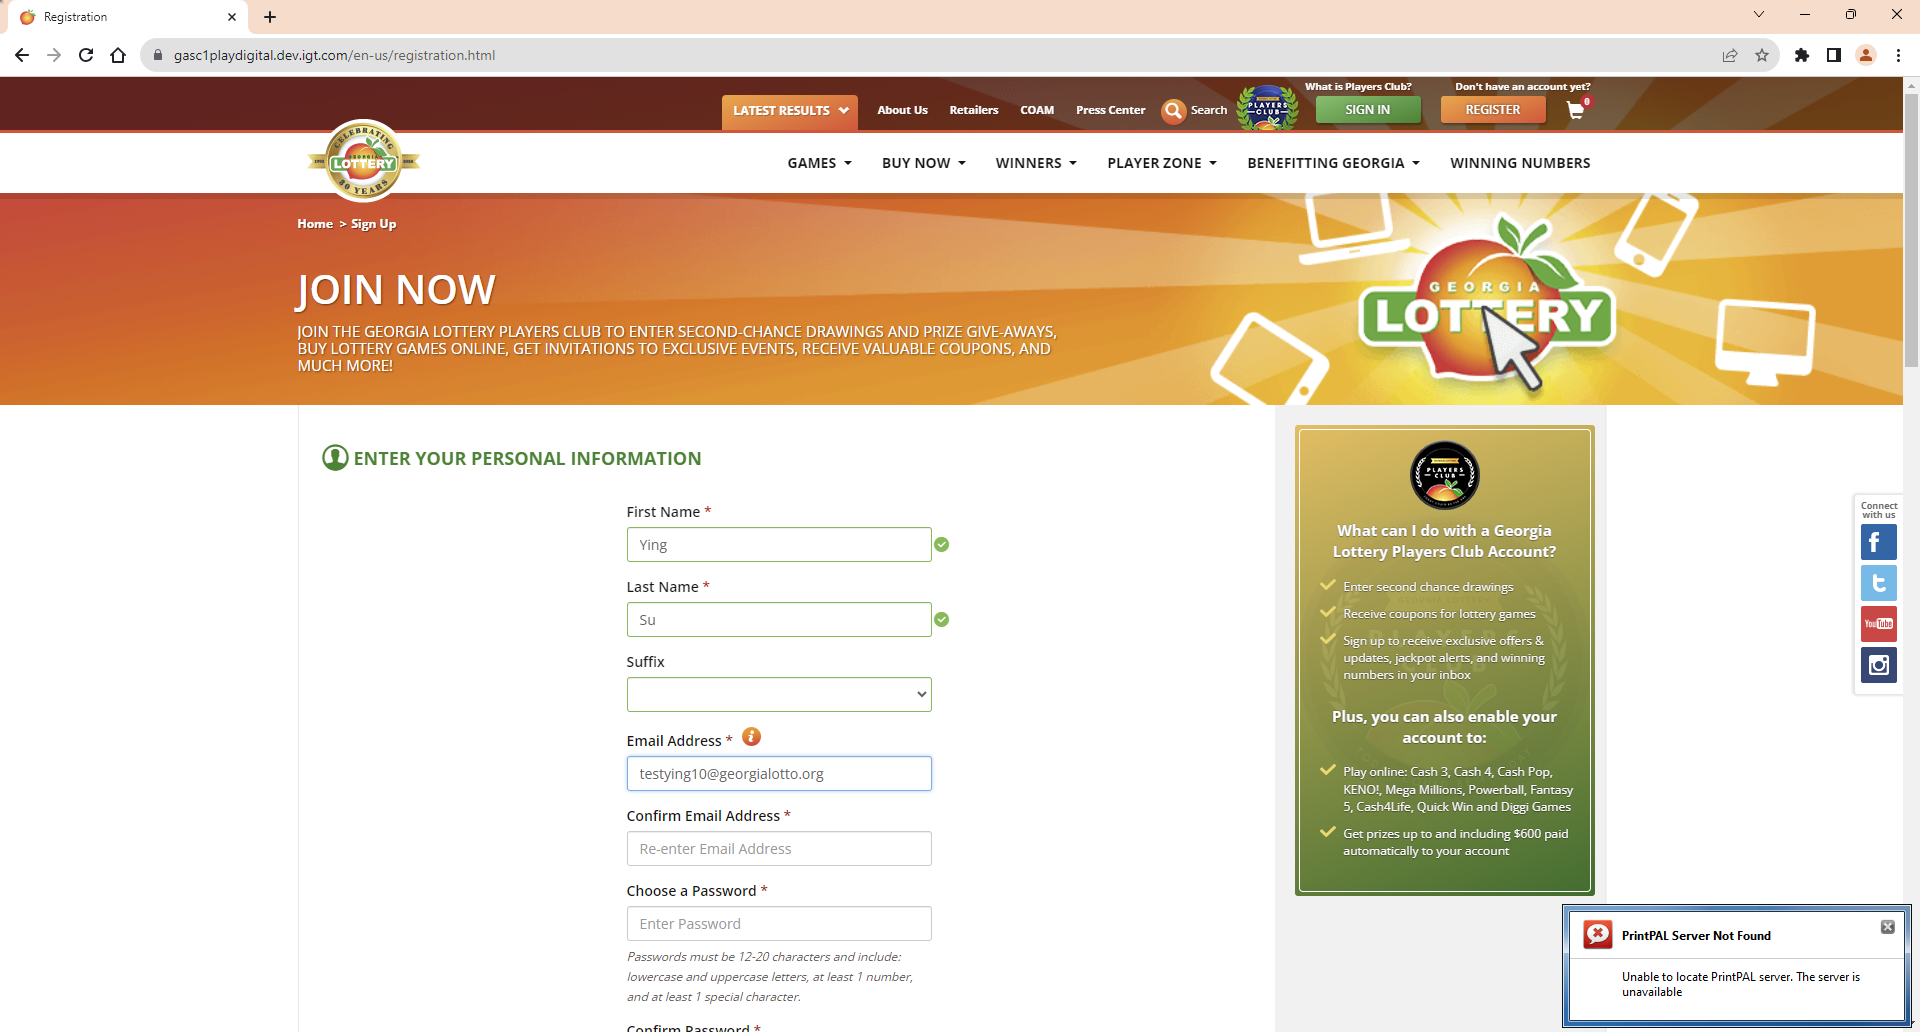 Registration
gasc1playdigital.dev.igt.com/en-us/registration.html
What is Players Club?
Don't have an account yet?
LATEST RESULTS
About Us
Retailers
COAM
Press Center
Search
PLAYERS
CLUB
SIGN IN
REGISTER
0
CELEBRATING
GEORGIA
LOTTERY
30 YEARS
GAMES
BUY NOW
WINNERS
PLAYER ZONE
BENEFITTING GEORGIA
WINNING NUMBERS
Home > Sign Up
JOIN NOW
JOIN THE GEORGIA LOTTERY PLAYERS CLUB TO ENTER SECOND-CHANCE DRAWINGS AND PRIZE GIVE-AWAYS,
BUY LOTTERY GAMES ONLINE, GET INVITATIONS TO EXCLUSIVE EVENTS, RECEIVE VALUABLE COUPONS, AND
MUCH MORE!
GEORGIA
LOTTERY
ENTER YOUR PERSONAL INFORMATION
First Name *
Ying
Last Name *
Su
Suffix
Email Address *
testying10@georgialotto.org
Confirm Email Address *
Re-enter Email Address
Choose a Password *
Enter Password
Passwords must be 12-20 characters and include:
lowercase and uppercase letters, at least 1 number,
and at least 1 special character.
Confirm Password *
PLAYERS
CLUB
What can I do with a Georgia
Lottery Players Club Account?
Enter second chance drawings
Receive coupons for lottery games
Sign up to receive exclusive offers &
updates, jackpot alerts, and winning
numbers in your inbox
Plus, you can also enable your
account to:
Play online: Cash 3, Cash 4, Cash Pop,
KENO!, Mega Millions, Powerball, Fantasy
5, Cash4Life, Quick Win and Diggi Games
Get prizes up to and including $600 paid
automatically to your account
Connect
with us
You Tube
PrintPAL Server Not Found
Unable to locate PrintPAL server. The server is
unavailable